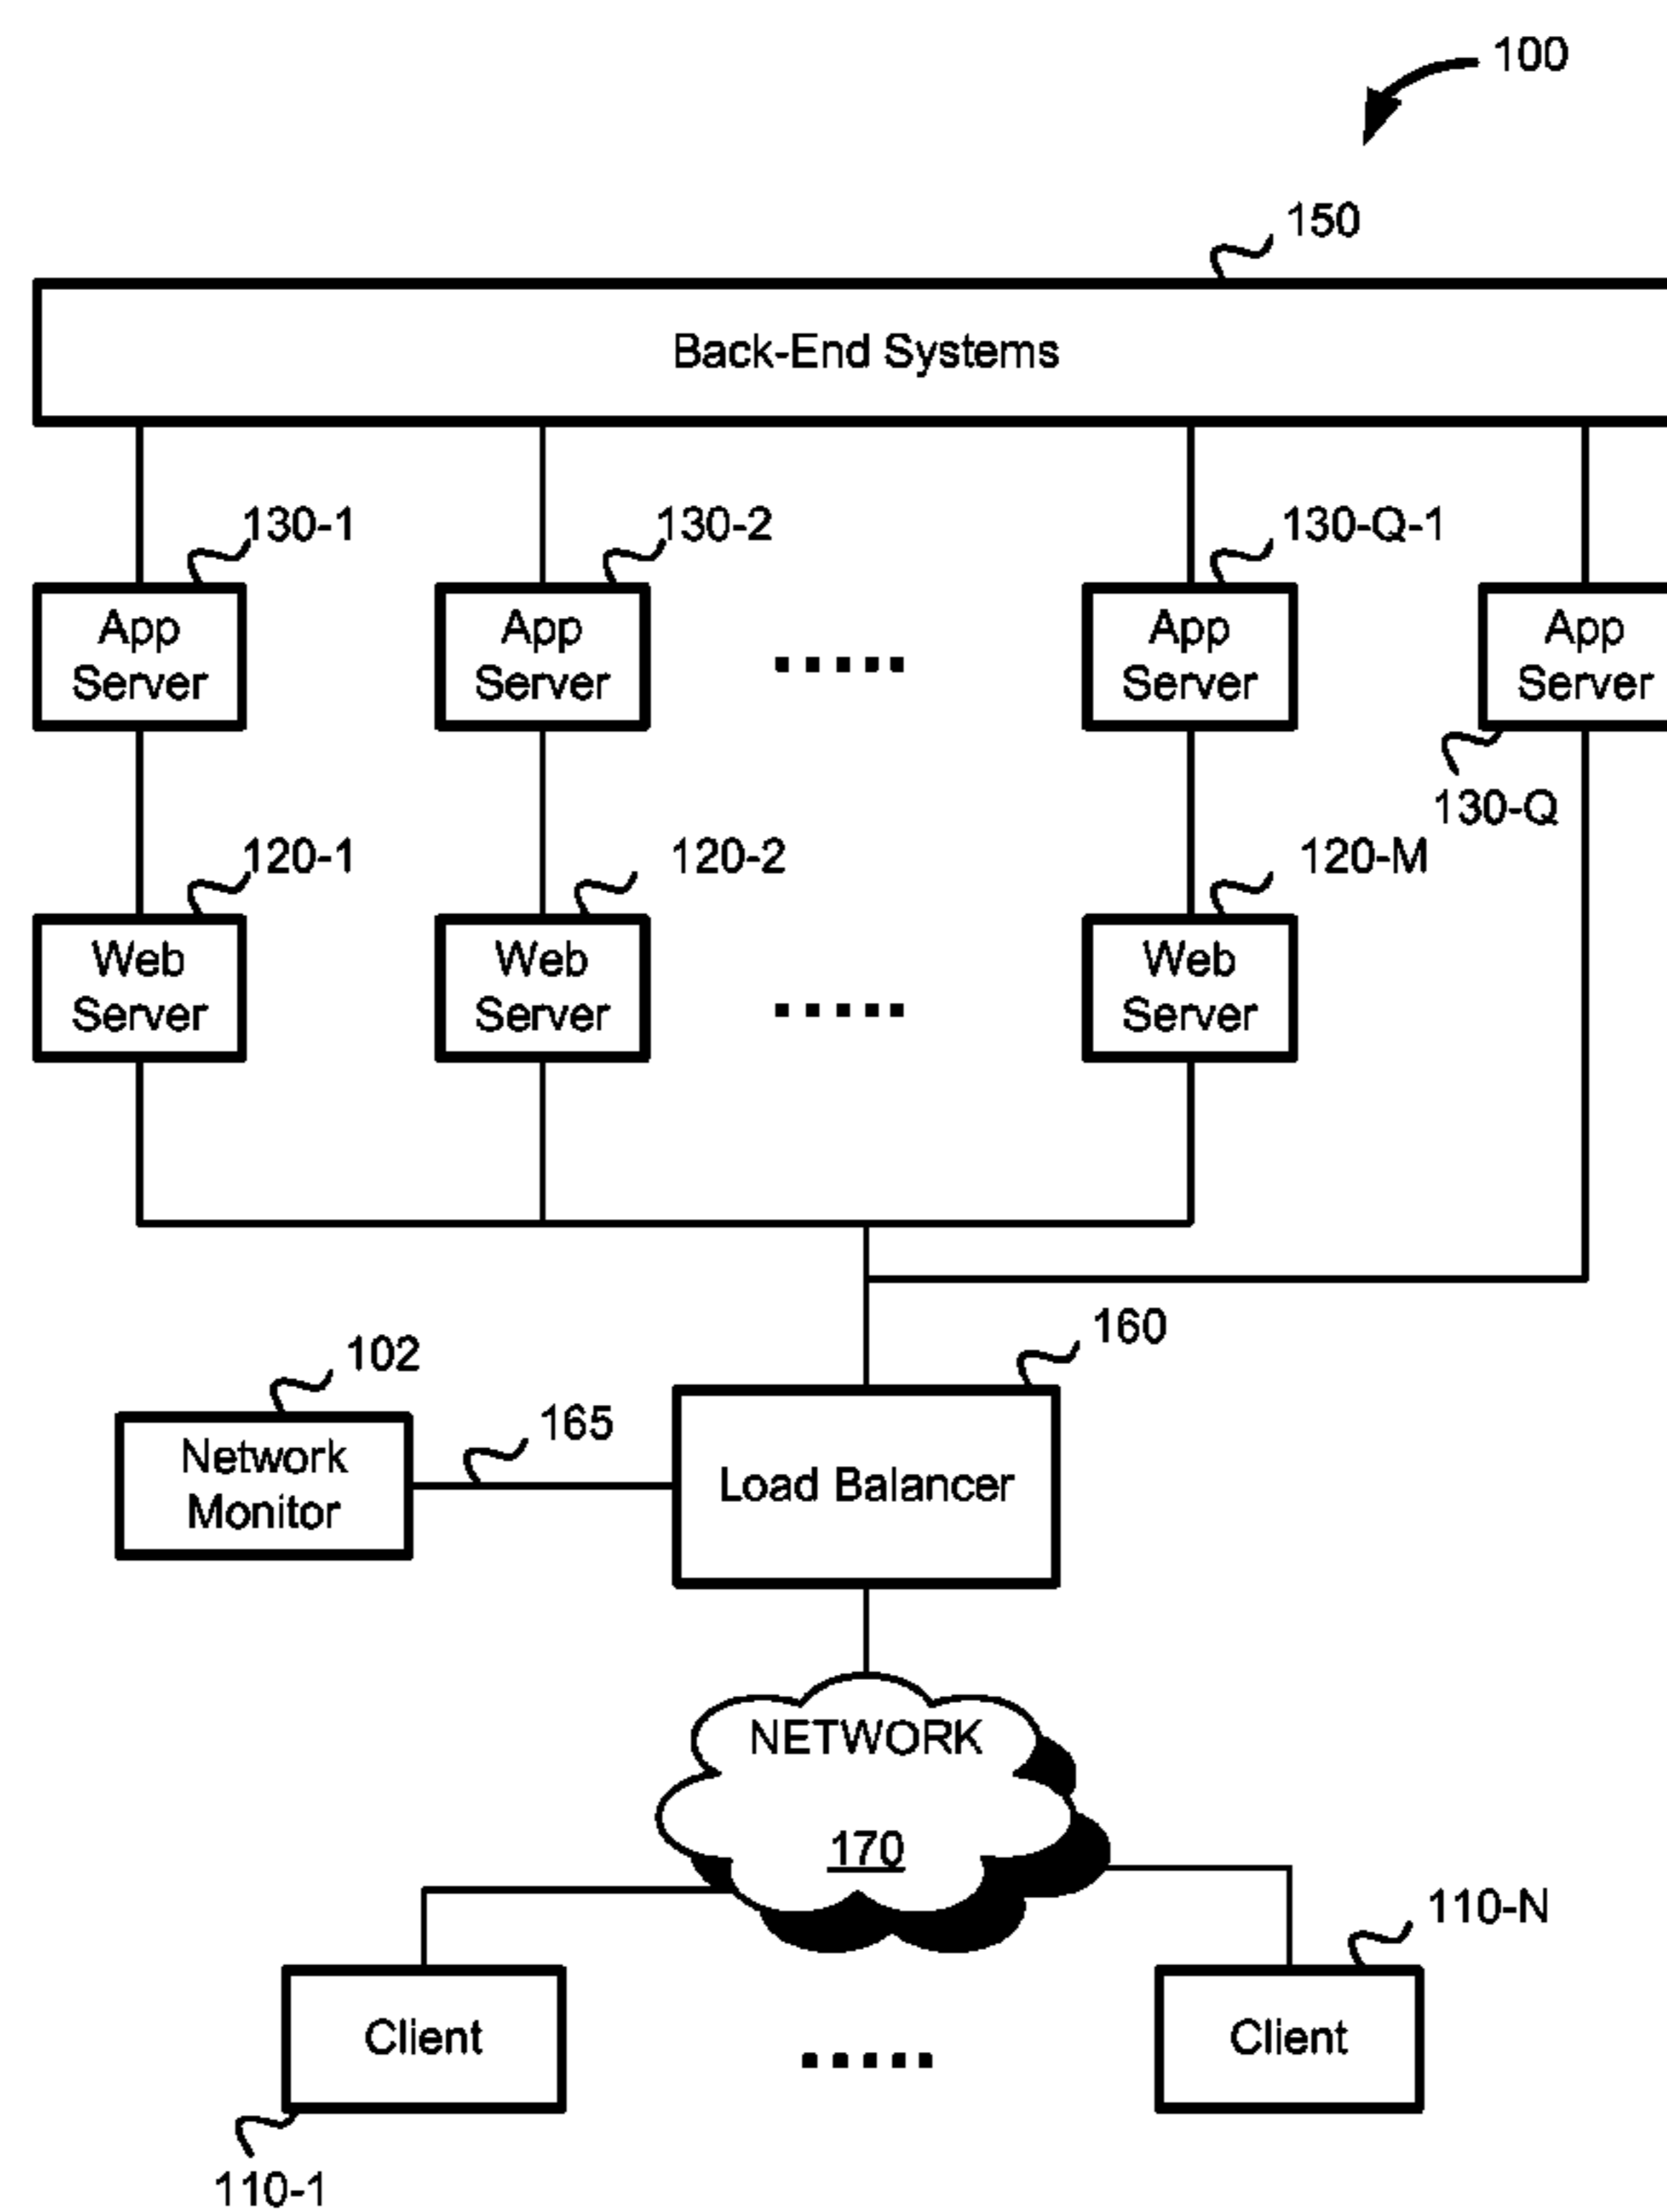 100
150
Back-End Systems
130-1
130-2
130-Q-1
App
Server
App
Server
App
Server
App
Server
130-Q
120-1
120-2
120-M
Web
Server
Web
Server
Web
Server
160
102
165
Network
Monitor
Load Balancer
NETWORK
170
110-N
Client
Client
110-1